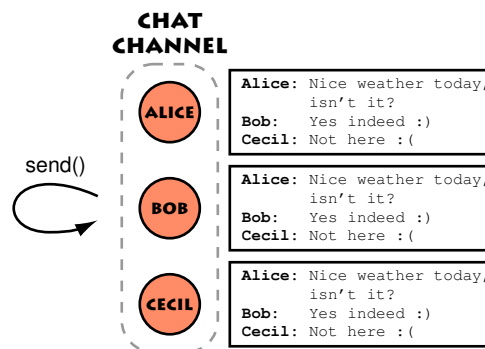 CHAT
CHANNEL
ALICE
Alice: Nice weather today,
isn't it?
Bob: Yes indeed :)
Cecil: Not here :(
send()
BOB
Alice: Nice weather today,
isn't it?
Bob: Yes indeed :)
Cecil: Not here :(
CECIL
Alice: Nice weather today,
isn't it?
Bob: Yes indeed :)
Cecil: Not here :(